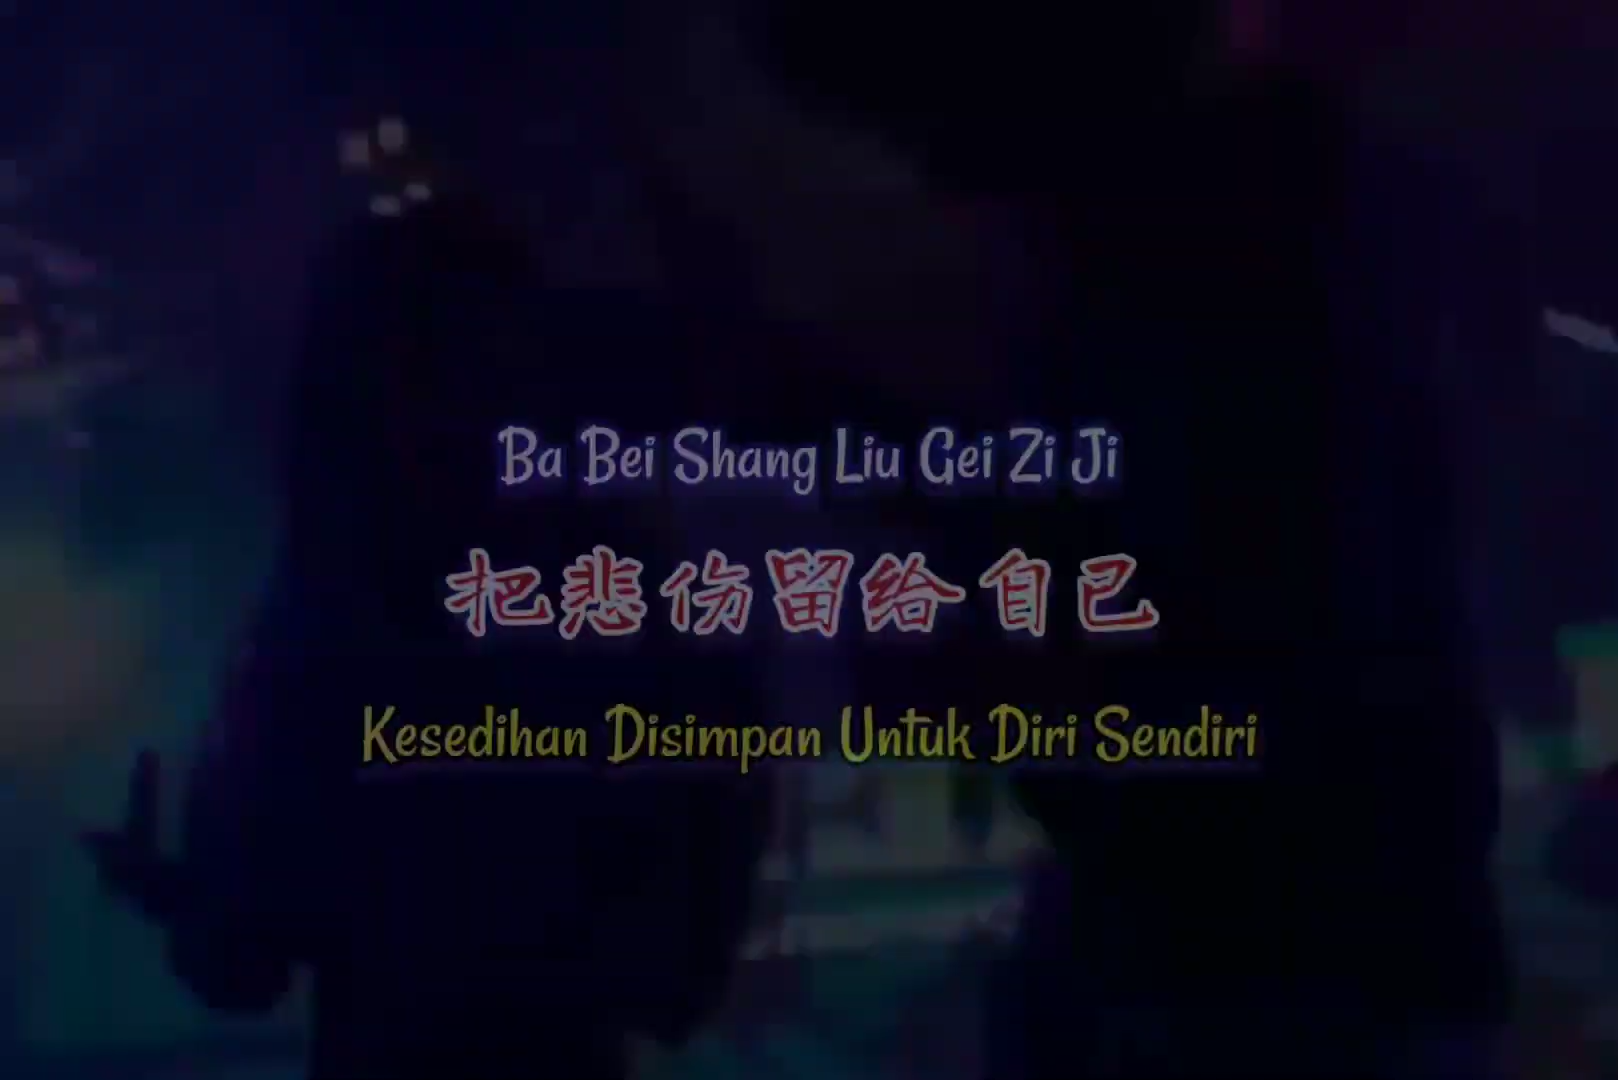 Ba Bei Shang Liu Gei Zi Ji
把悲伤留给自己
Kesedihan Disimpan Untuk Diri Sendiri